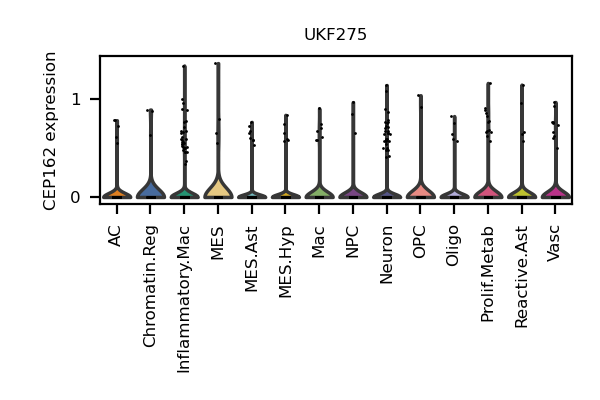 UKF275
CEP162 expression
1
0
AC
Chromatin.Reg
Inflammatory.Mac
MES
MES.Ast
MES.Hyp
Mac
NPC
Neuron
OPC
Oligo
Prolif.Metab
Reactive.Ast
Vasc